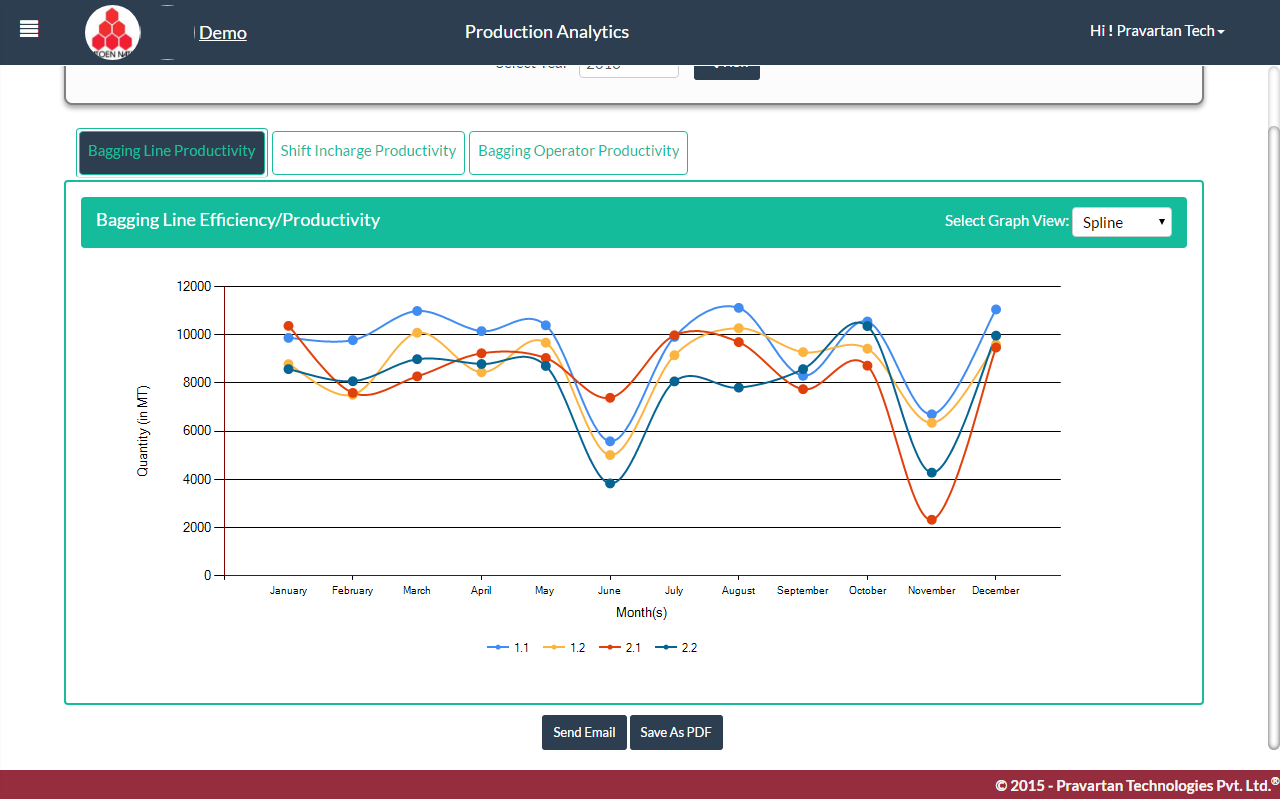 Demo
Production Analytics
Hi ! Pravartan Tech
Bagging Line Productivity
Shift Incharge Productivity
Bagging Operator Productivity
Bagging Line Efficiency/Productivity
Select Graph View:
Spline
12000
10000
8000
6000
4000
2000
0
Quantity (in MT)
January
February
March
April
May
June
July
August
September
October
November
December
Month(s)
1.1
1.2
2.1
2.2
Send Email
Save As PDF
© 2015 - Pravartan Technologies Pvt. Ltd.®